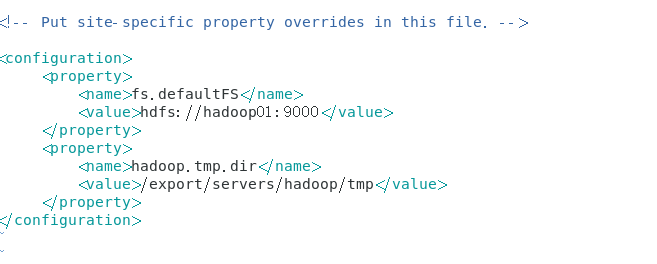 <!-- Put site-specific property overrides in this file. -->
<configuration>
<property>
<name>fs.defaultFS</name>
<value>hdfs://hadoop01:9000</value>
</property>
<property>
<name>hadoop.tmp.dir</name>
<value>/export/servers/hadoop/tmp</value>
</property>
</configuration>
~
~